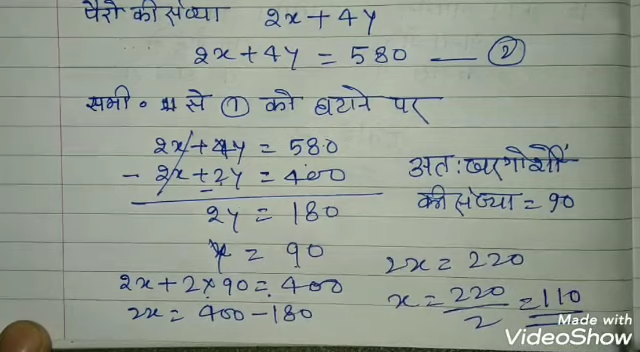 पैरो की संख्या 2x + 4y
2x + 4y = 580 — ②
समी० ॥ से ① को घटाने पर
2x + 4y = 580
- 2x + 2y = 400
2y = 180
y = 90
2x + 2 × 90 = 400
2x = 400 - 180
अत: खरगोशों
की संख्या = 90
2x = 220
x = 220/2 = 110
Made with
VideoShow